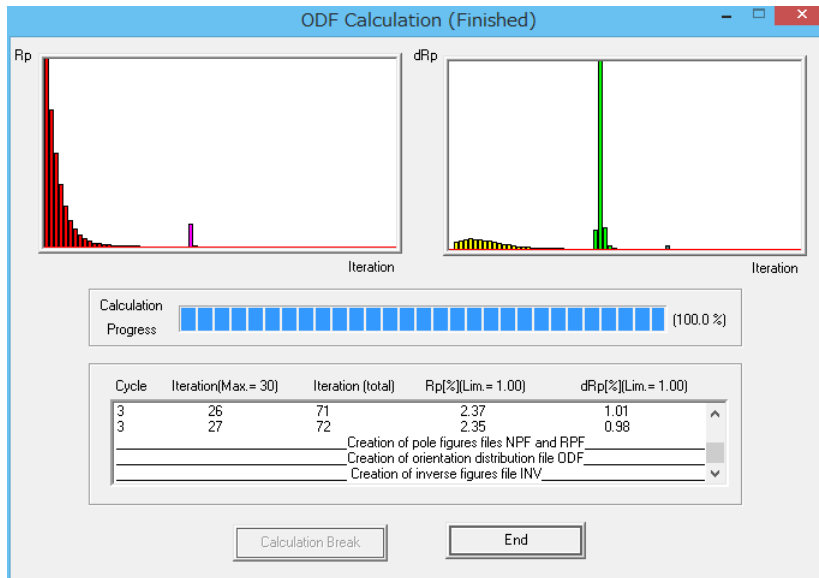 ODF Calculation (Finished)
Rp
dRp
Iteration
Iteration
Calculation
Progress
(100.0 %)
Cycle Iteration(Max.= 30) Iteration (total) Rp[%](Lim.= 1.00) dRp[%](Lim.= 1.00)
3 26 71 2.37 1.01
3 27 72 2.35 0.98
Creation of pole figures files NPF and RPF
Creation of orientation distribution file ODF
Creation of inverse figures file INV
Calculation Break
End